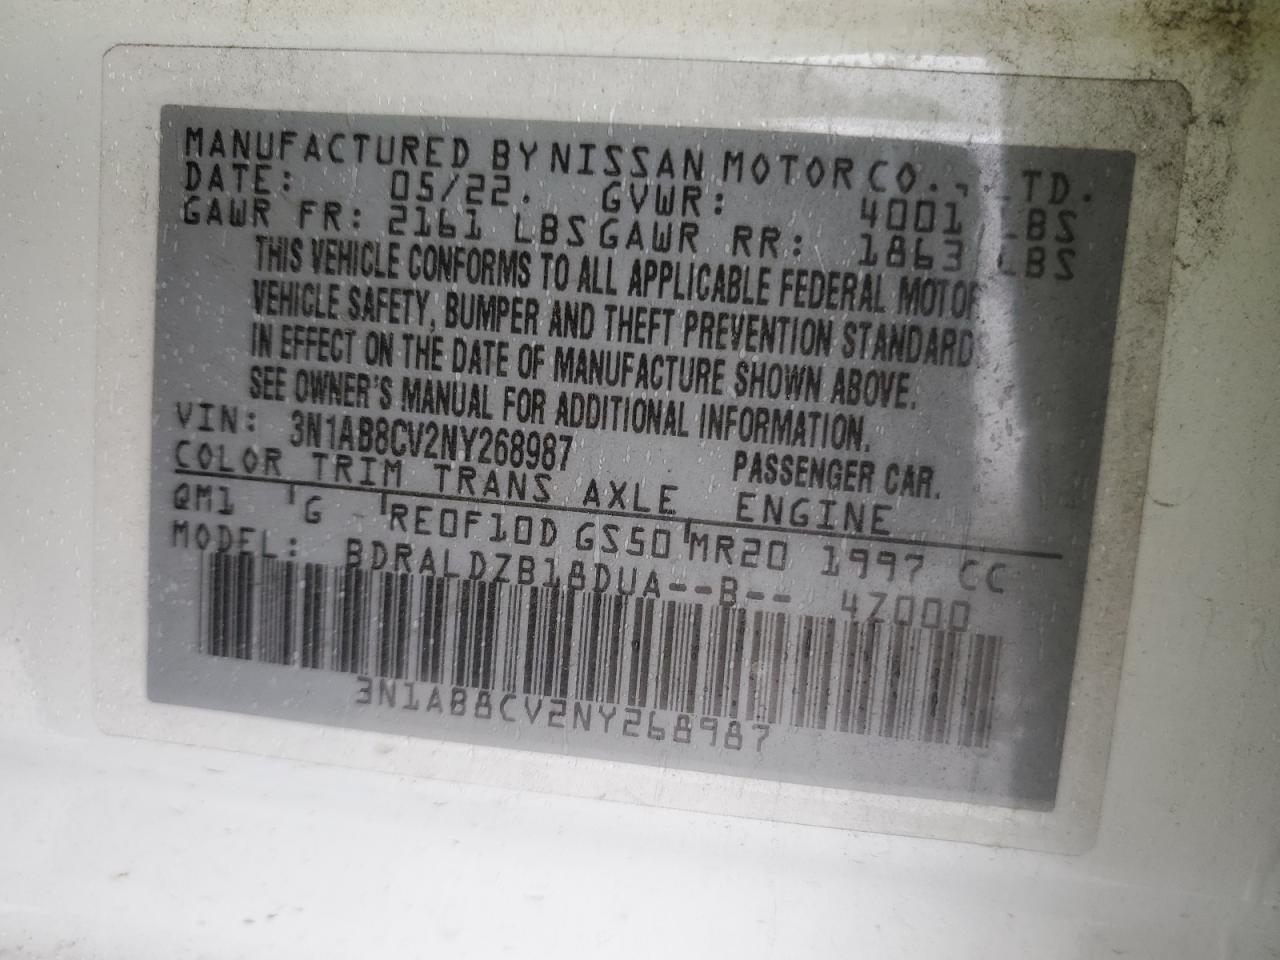 MANUFACTURED BY NISSAN MOTOR CO., LTD.
DATE: 05/22. GVWR: 4001 LBS
GAWR FR: 2161 LBS GAWR RR: 1863 LBS
THIS VEHICLE CONFORMS TO ALL APPLICABLE FEDERAL MOTOR
VEHICLE SAFETY, BUMPER AND THEFT PREVENTION STANDARD
IN EFFECT ON THE DATE OF MANUFACTURE SHOWN ABOVE.
SEE OWNER'S MANUAL FOR ADDITIONAL INFORMATION.
VIN: 3N1AB8CV2NY268987 PASSENGER CAR.
COLOR TRIM TRANS AXLE ENGINE
QM1 G RE0F10D GS50 MR20 1997 CC
MODEL: BDRALDZB18DUA--B-- 4Z000
3N1AB8CV2NY268987